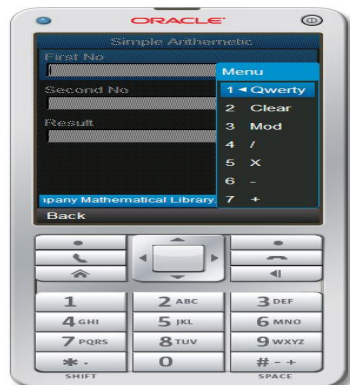 ORACLE
Simple Arithemetic
First No
Menu
1 Qwerty
Second No
2 Clear
Result
3 Mod
4 /
5 X
6 -
pany Mathematical Library
7 +
Back
1
2 ABC
3 DEF
4 GHI
5 JKL
6 MNO
7 PQRS
8 TUV
9 WXYZ
* .
0
# - +
SHIFT
SPACE